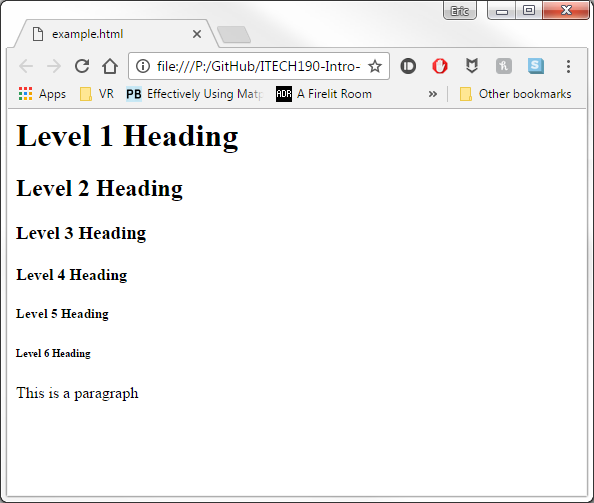 Eric
example.html
file:///P:/GitHub/ITECH190-Intro-
Apps VR PB Effectively Using Matp ADR A Firelit Room » Other bookmarks
Level 1 Heading
Level 2 Heading
Level 3 Heading
Level 4 Heading
Level 5 Heading
Level 6 Heading
This is a paragraph